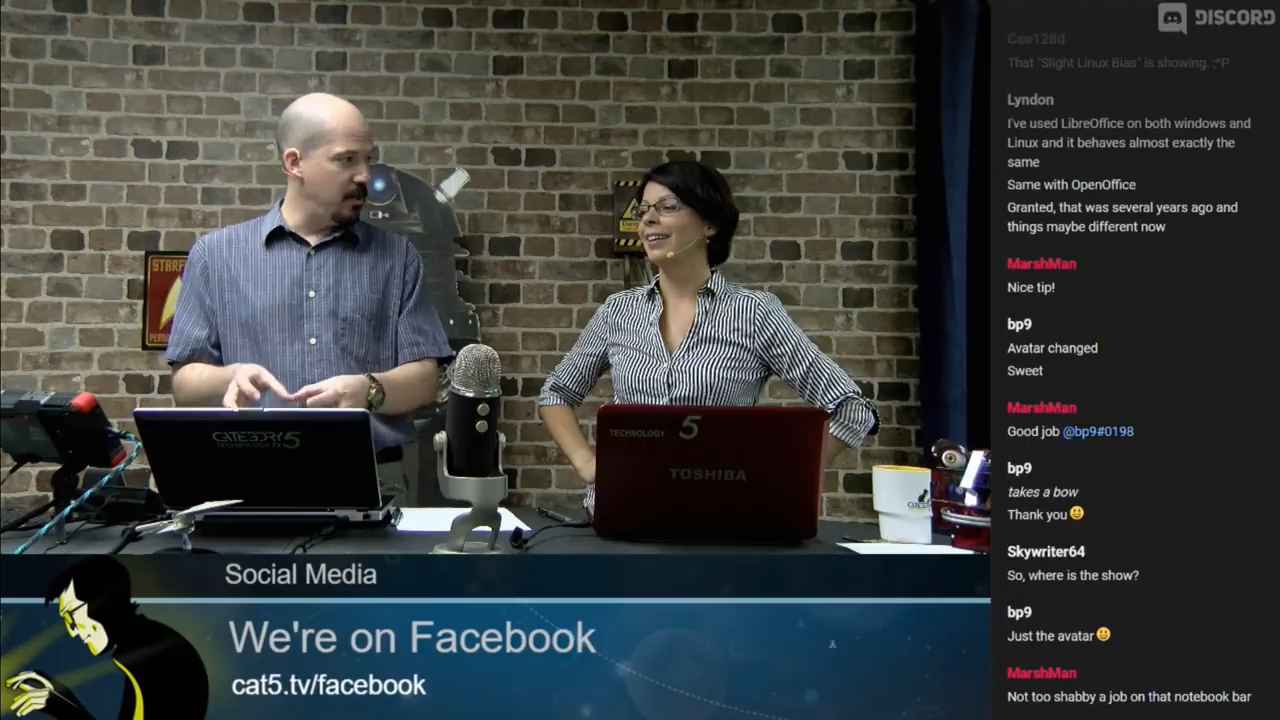 DISCORD
Cee128d
That "Slight Linux Bias" is showing. ;^P
Lyndon
I've used LibreOffice on both windows and
Linux and it behaves almost exactly the
same
Same with OpenOffice
Granted, that was several years ago and
things maybe different now
MarshMan
Nice tip!
bp9
Avatar changed
Sweet
MarshMan
Good job @bp9#0198
bp9
takes a bow
Thank you
Skywriter64
So, where is the show?
bp9
Just the avatar
MarshMan
Not too shabby a job on that notebook bar
STARF
CATEGORY5
TECHNOLOGY TV
TECHNOLOGY 5
TOSHIBA
Social Media
We're on Facebook
cat5.tv/facebook